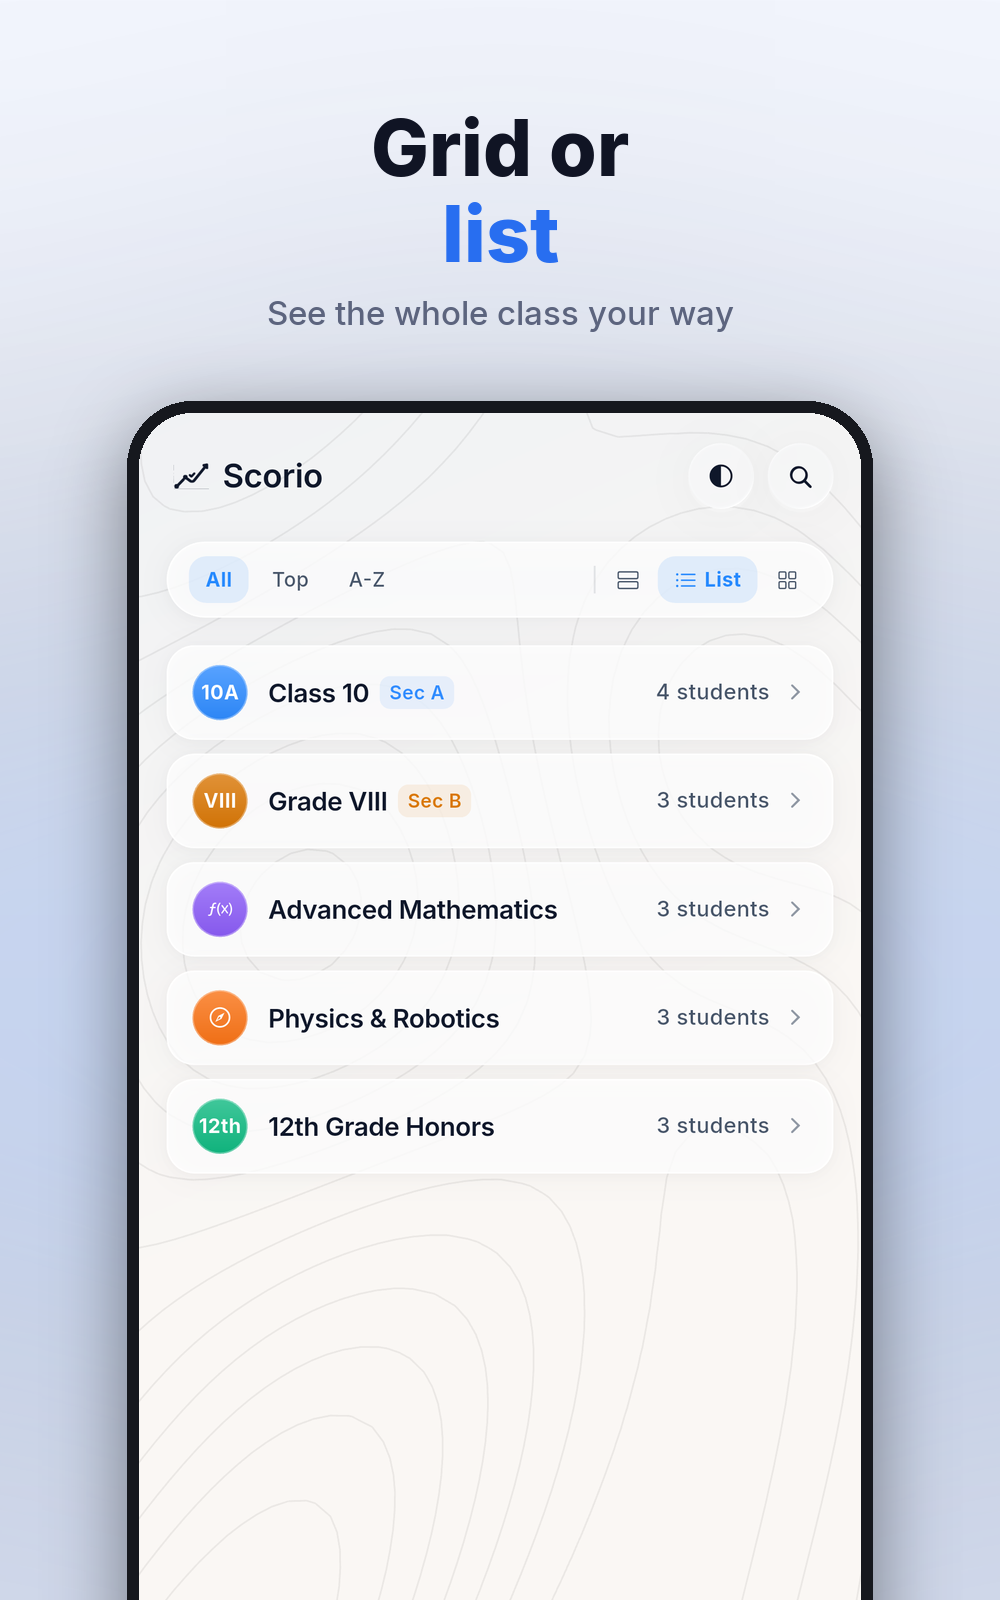 Grid or
list
See the whole class your way
Scorio
All Top A-Z List
10A Class 10 Sec A 4 students
VIII Grade VIII Sec B 3 students
f(x) Advanced Mathematics 3 students
Physics & Robotics 3 students
12th 12th Grade Honors 3 students